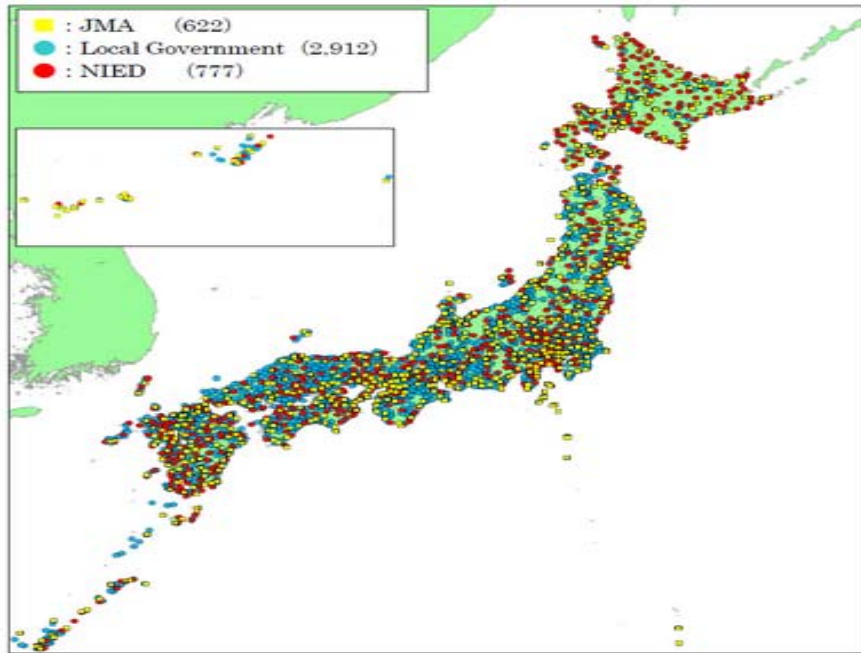 : JMA (622)
: Local Government (2,912)
: NIED (777)